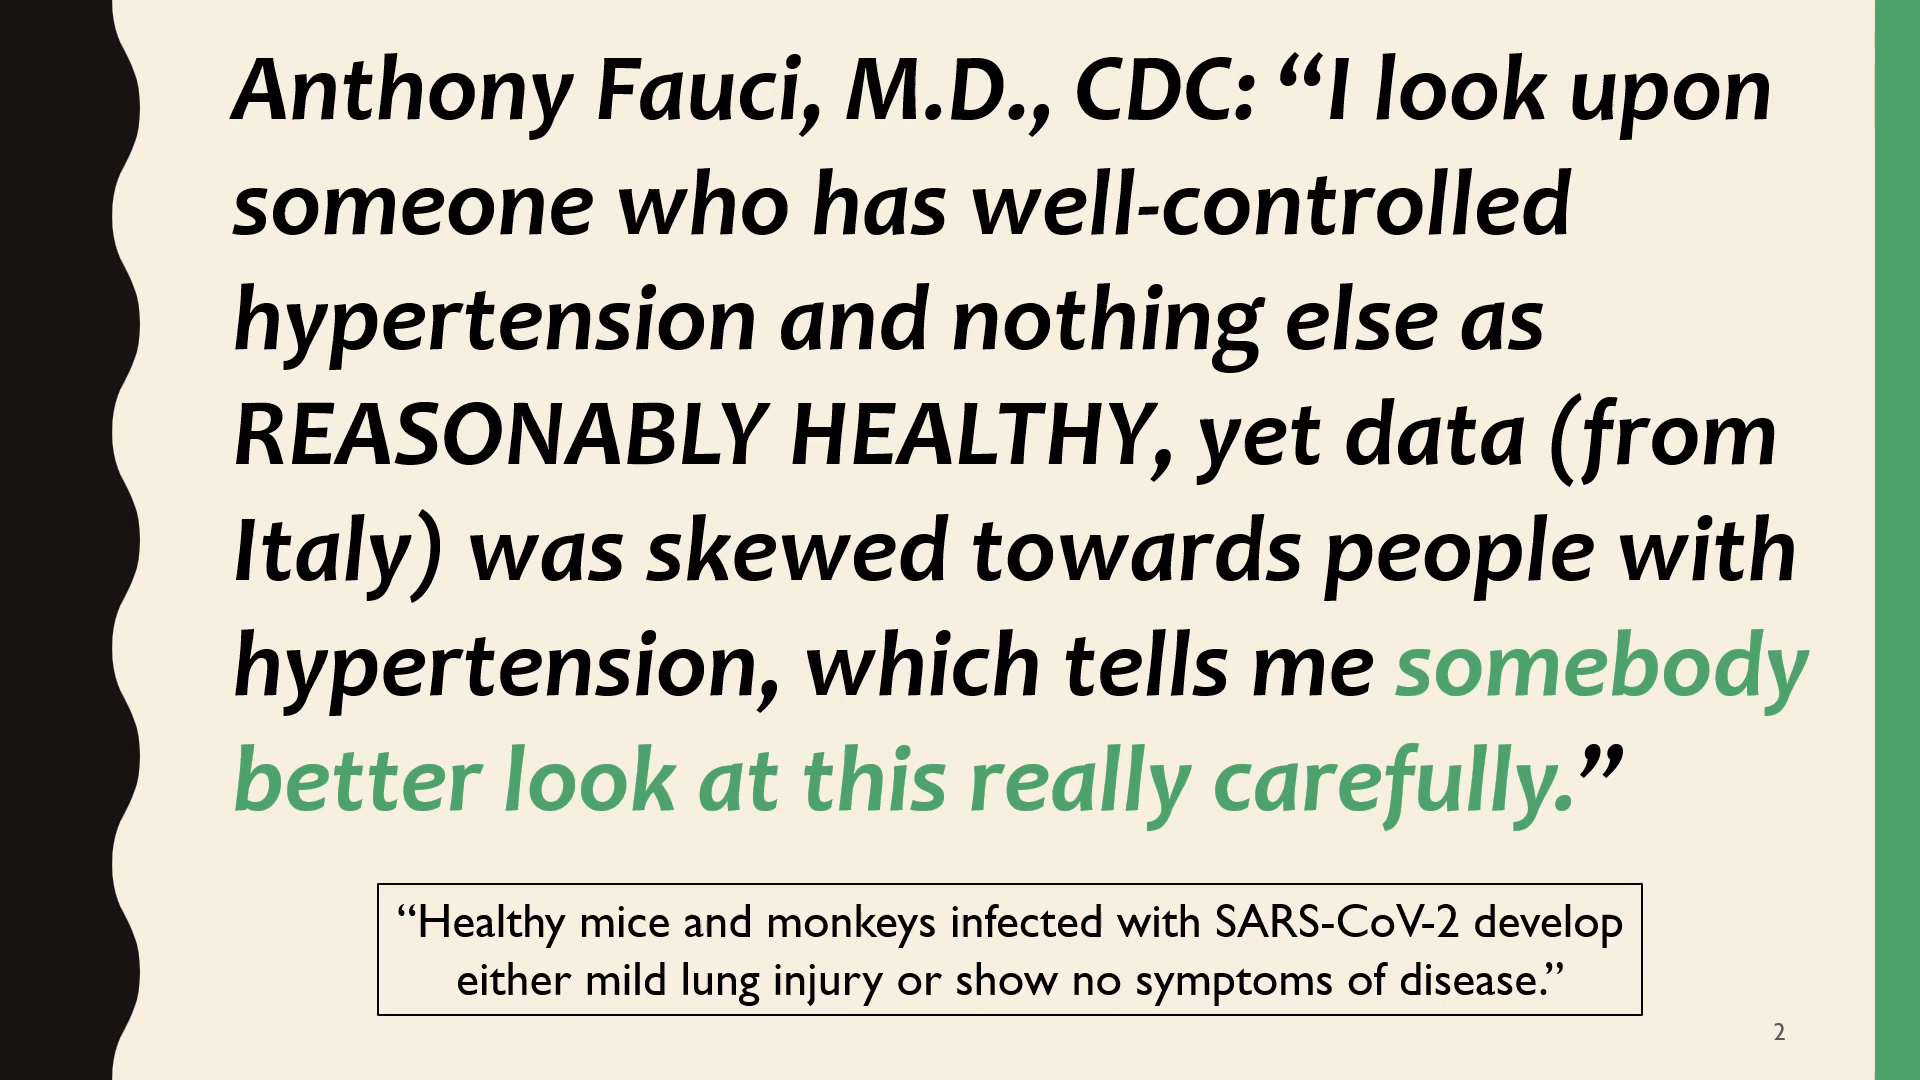 Anthony Fauci, M.D., CDC: “I look upon
someone who has well-controlled
hypertension and nothing else as
REASONABLY HEALTHY, yet data (from
Italy) was skewed towards people with
hypertension, which tells me somebody
better look at this really carefully.”
“Healthy mice and monkeys infected with SARS-CoV-2 develop
either mild lung injury or show no symptoms of disease.”
2